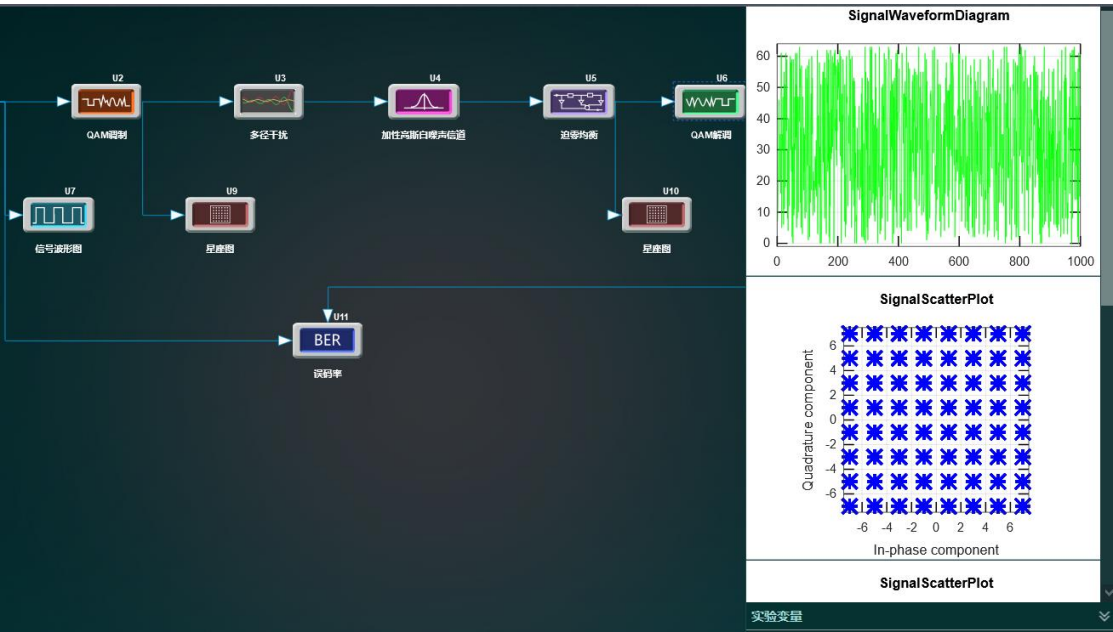 SignalWaveformDiagram
60
50
40
30
20
10
0
0 200 400 600 800 1000
U2
QAM调制
U3
多径干扰
U4
加性高斯白噪声信道
U5
迫零均衡
U6
QAM解调
U7
信号波形图
U9
星座图
U10
星座图
U11
BER
误码率
SignalScatterPlot
Quadrature component
6
4
2
0
-2
-4
-6
-6 -4 -2 0 2 4 6
In-phase component
SignalScatterPlot
实验变量